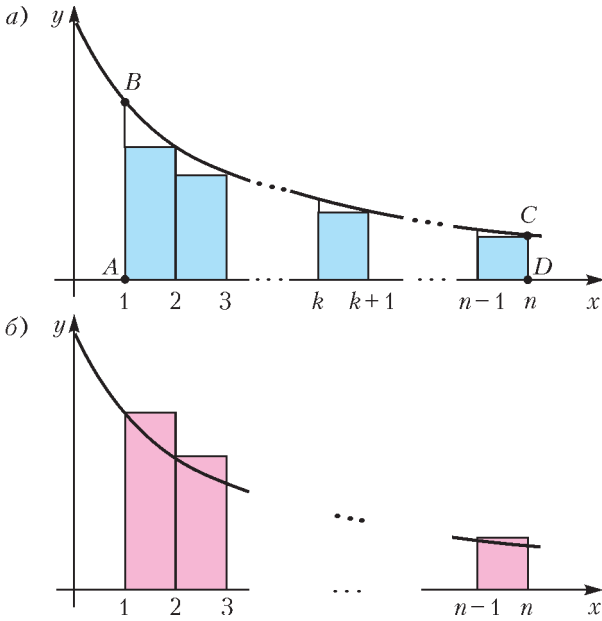 а) y
B
A
C
D
1 2 3 ... k k+1 ... n−1 n x
б) y
1 2 3 ... n−1 n x